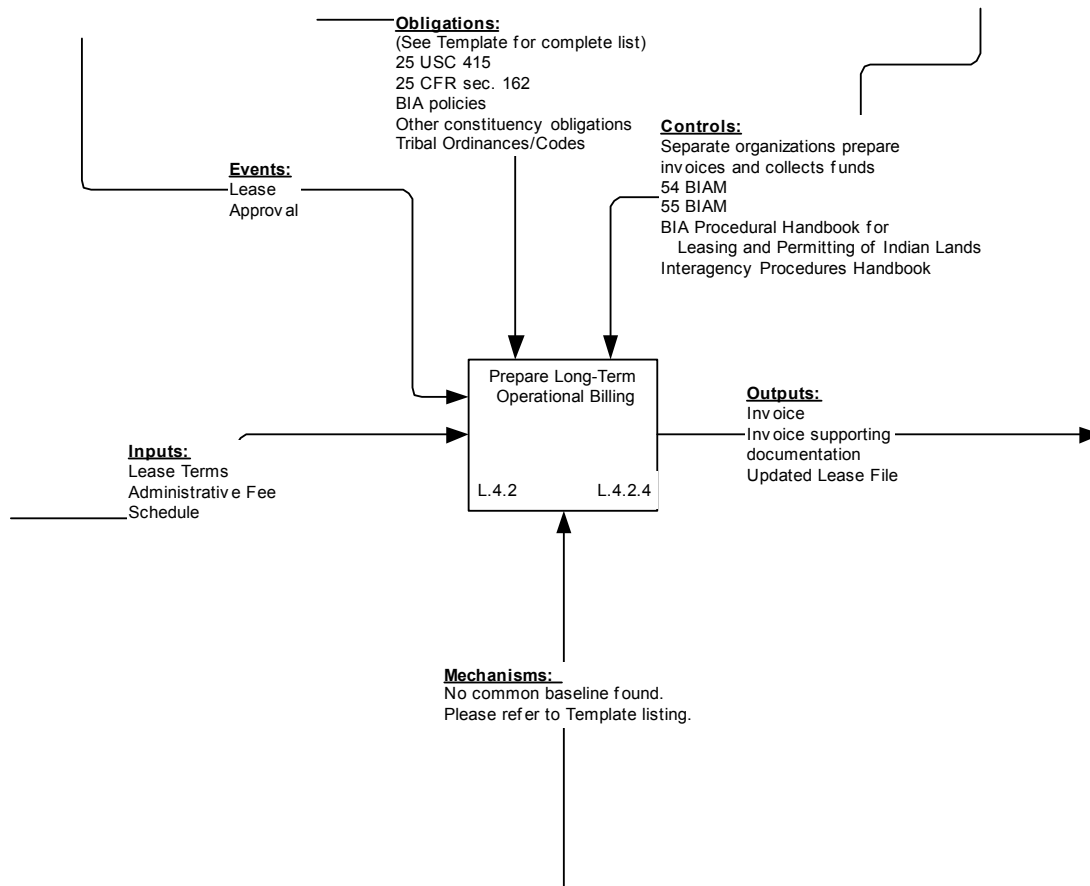 Obligations:
(See Template for complete list)
25 USC 415
25 CFR sec. 162
BIA policies
Other constituency obligations
Tribal Ordinances/Codes
Controls:
Separate organizations prepare
invoices and collects funds
54 BIAM
55 BIAM
BIA Procedural Handbook for
Leasing and Permitting of Indian Lands
Interagency Procedures Handbook
Events:
Lease
Approval
Prepare Long-Term
Operational Billing
L.4.2 L.4.2.4
Outputs:
Invoice
Invoice supporting
documentation
Updated Lease File
Inputs:
Lease Terms
Administrative Fee
Schedule
Mechanisms:
No common baseline found.
Please refer to Template listing.